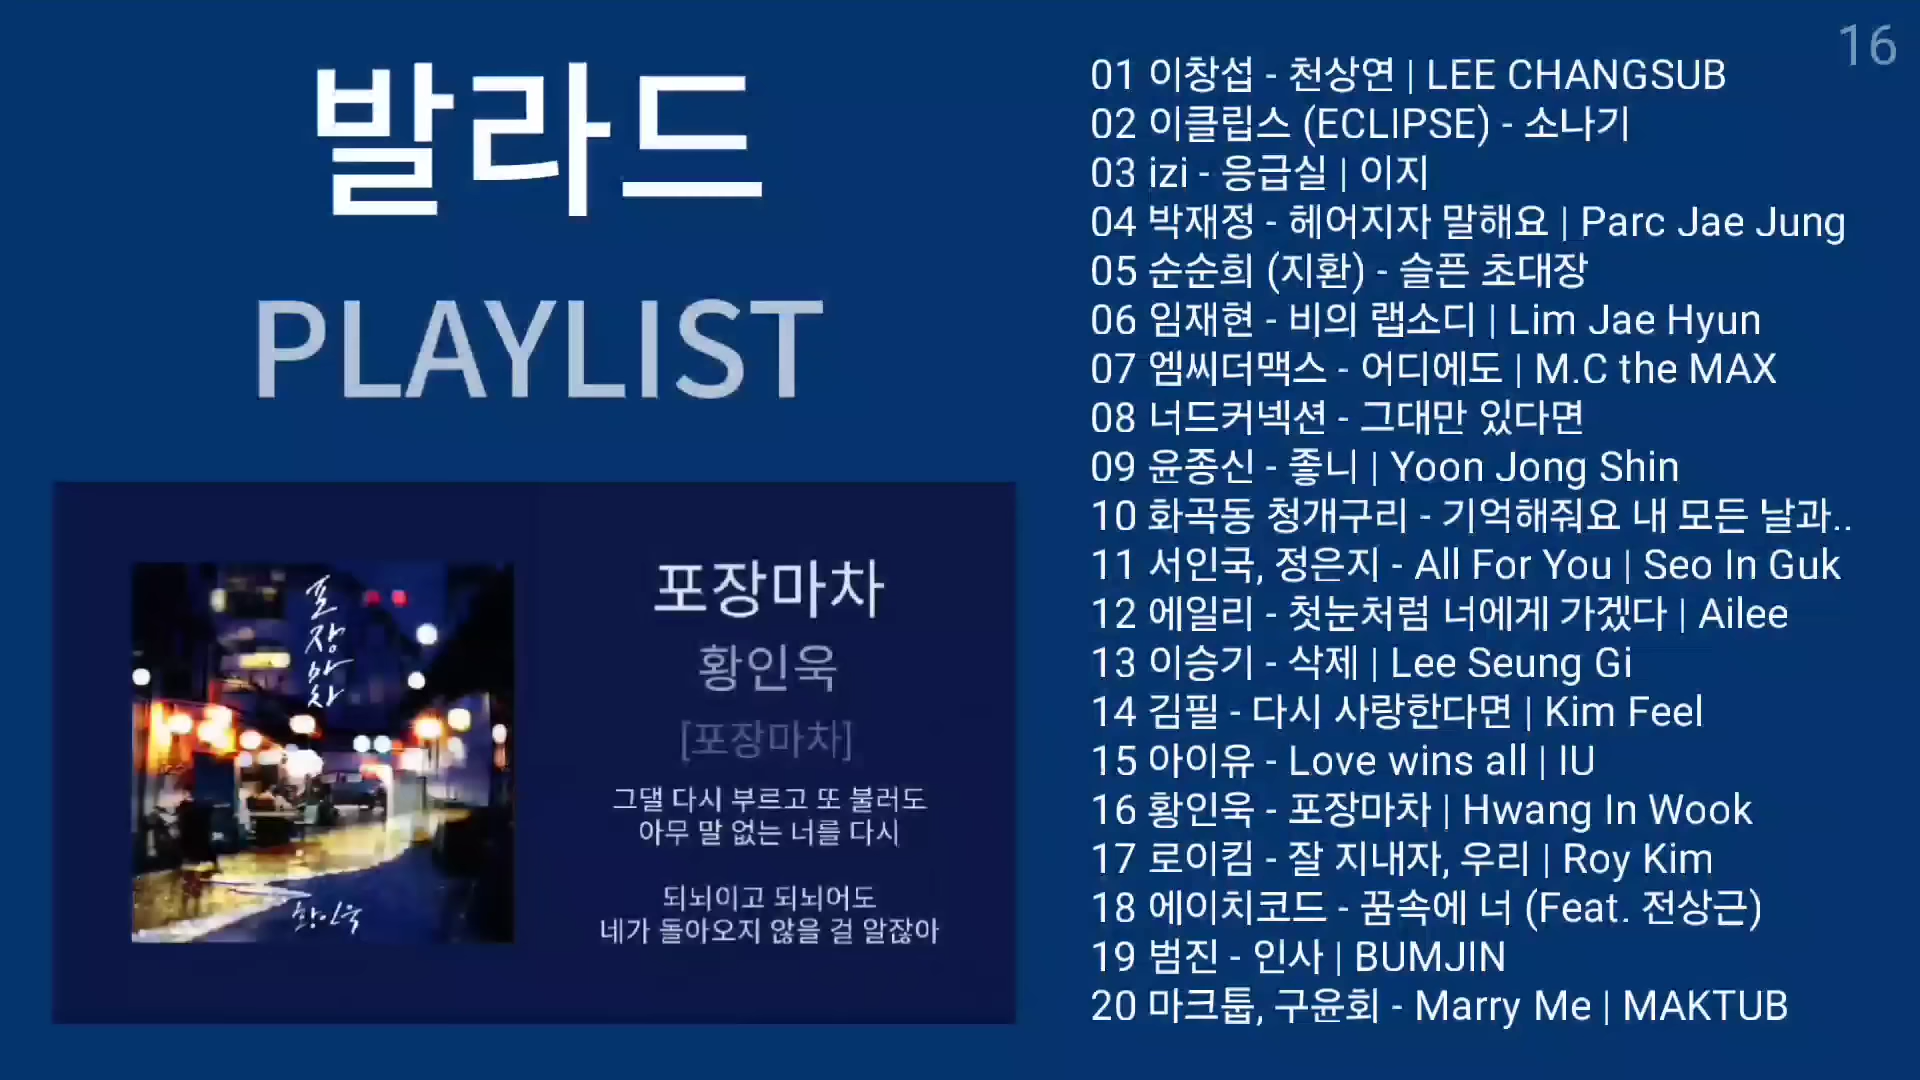 발라드
PLAYLIST
포장마차
황인욱
포장마차
황인욱
[포장마차]
그댈 다시 부르고 또 불러도
아무 말 없는 너를 다시
되뇌이고 되뇌어도
네가 돌아오지 않을 걸 알잖아
16
01 이창섭 - 천상연 | LEE CHANGSUB
02 이클립스 (ECLIPSE) - 소나기
03 izi - 응급실 | 이지
04 박재정 - 헤어지자 말해요 | Parc Jae Jung
05 순순희 (지환) - 슬픈 초대장
06 임재현 - 비의 랩소디 | Lim Jae Hyun
07 엠씨더맥스 - 어디에도 | M.C the MAX
08 너드커넥션 - 그대만 있다면
09 윤종신 - 좋니 | Yoon Jong Shin
10 화곡동 청개구리 - 기억해줘요 내 모든 날과..
11 서인국, 정은지 - All For You | Seo In Guk
12 에일리 - 첫눈처럼 너에게 가겠다 | Ailee
13 이승기 - 삭제 | Lee Seung Gi
14 김필 - 다시 사랑한다면 | Kim Feel
15 아이유 - Love wins all | IU
16 황인욱 - 포장마차 | Hwang In Wook
17 로이킴 - 잘 지내자, 우리 | Roy Kim
18 에이치코드 - 꿈속에 너 (Feat. 전상근)
19 범진 - 인사 | BUMJIN
20 마크툽, 구윤회 - Marry Me | MAKTUB